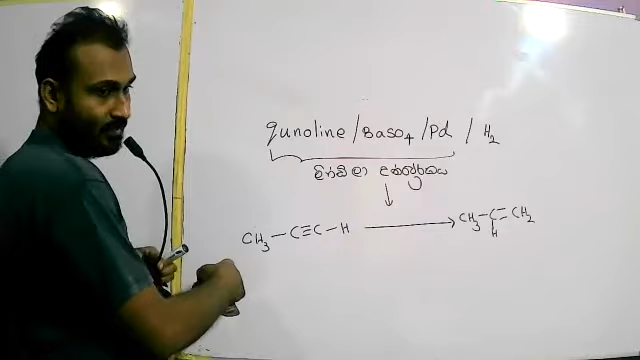 qunoline / BaSO4 / Pd / H2
ලින්ඩ්ලා උත්ප්‍රේරකය
CH3 — C≡C — H ⟶ CH3 — C = CH2
H